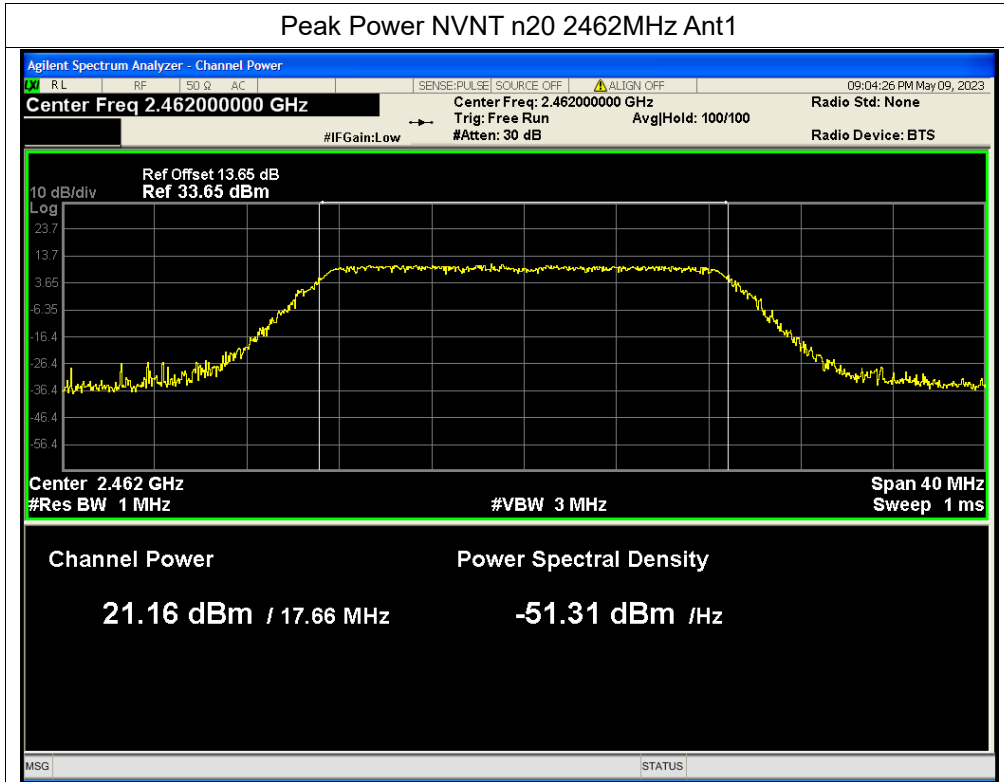 Peak Power NVNT n20 2462MHz Ant1
Agilent Spectrum Analyzer - Channel Power
LXI RL RF 50 Ω AC SENSE:PULSE SOURCE OFF ALIGN OFF 09:04:26 PM May 09, 2023
Center Freq 2.462000000 GHz Center Freq: 2.462000000 GHz Radio Std: None
Trig: Free Run Avg|Hold: 100/100
#IFGain:Low #Atten: 30 dB Radio Device: BTS
Ref Offset 13.65 dB
10 dB/div Ref 33.65 dBm
Log
23.7
13.7
3.65
-6.35
-16.4
-26.4
-36.4
-46.4
-56.4
Center 2.462 GHz Span 40 MHz
#Res BW 1 MHz #VBW 3 MHz Sweep 1 ms
Channel Power Power Spectral Density
21.16 dBm / 17.66 MHz -51.31 dBm /Hz
MSG STATUS